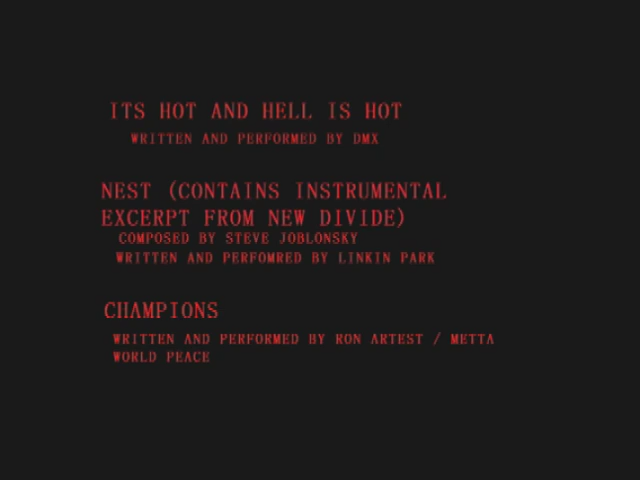 ITS HOT AND HELL IS HOT
WRITTEN AND PERFORMED BY DMX
NEST (CONTAINS INSTRUMENTAL
EXCERPT FROM NEW DIVIDE)
COMPOSED BY STEVE JOBLONSKY
WRITTEN AND PERFOMRED BY LINKIN PARK
CHAMPIONS
WRITTEN AND PERFORMED BY RON ARTEST / METTA
WORLD PEACE